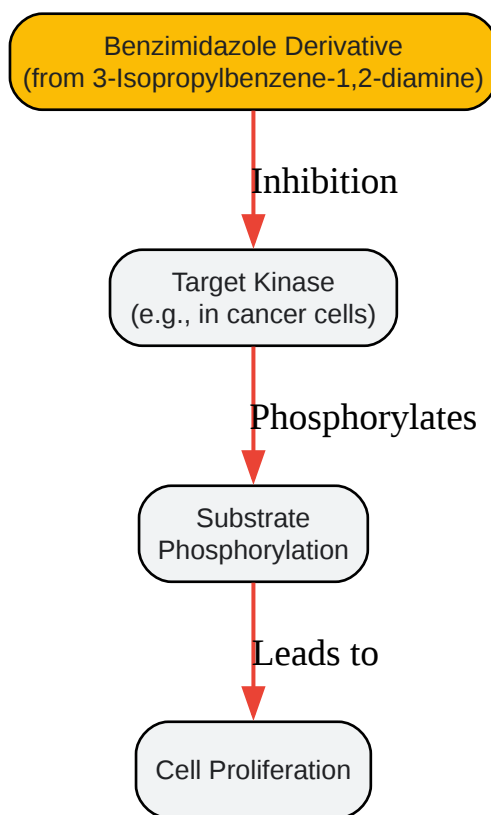 Benzimidazole Derivative
(from 3-Isopropylbenzene-1,2-diamine)
Inhibition
Target Kinase
(e.g., in cancer cells)
Phosphorylates
Substrate
Phosphorylation
Leads to
Cell Proliferation